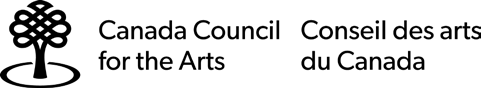 Canada Council
for the Arts
Conseil des arts
du Canada